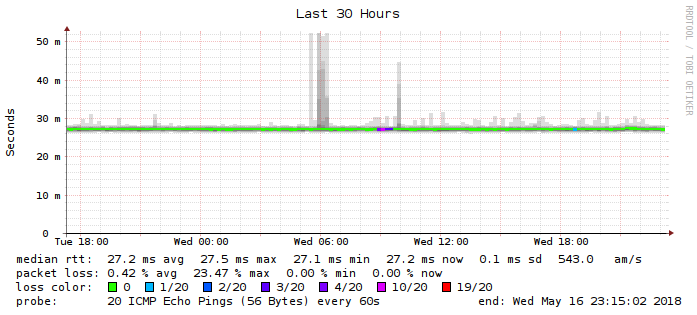 Last 30 Hours
RRDTOOL / TOBI OETIKER
Seconds
50 m
40 m
30 m
20 m
10 m
0
Tue 18:00 Wed 00:00 Wed 06:00 Wed 12:00 Wed 18:00
median rtt: 27.2 ms avg 27.5 ms max 27.1 ms min 27.2 ms now 0.1 ms sd 543.0 am/s
packet loss: 0.42 % avg 23.47 % max 0.00 % min 0.00 % now
loss color: 0 1/20 2/20 3/20 4/20 10/20 19/20
probe: 20 ICMP Echo Pings (56 Bytes) every 60s end: Wed May 16 23:15:02 2018